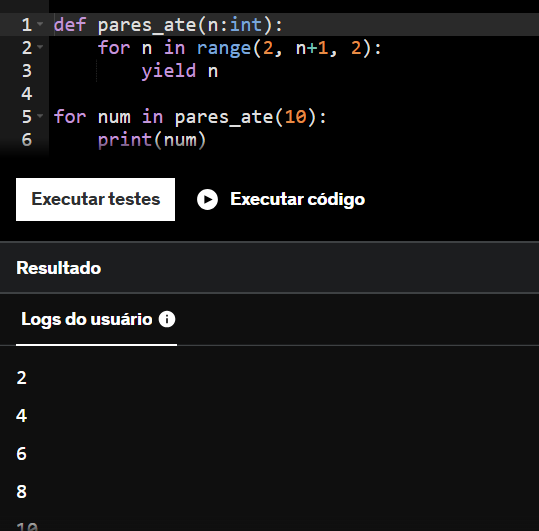 1 def pares_ate(n:int):
2     for n in range(2, n+1, 2):
3         yield n
4
5 for num in pares_ate(10):
6     print(num)
Executar testes Executar código
Resultado
Logs do usuário
2
4
6
8
10